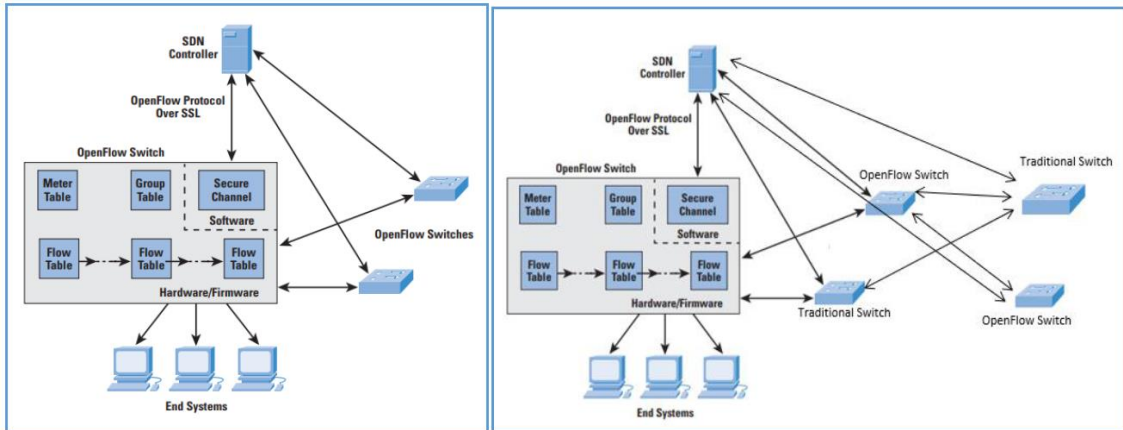 SDN
Controller
OpenFlow Protocol
Over SSL
OpenFlow Switch
Meter
Table
Group
Table
Secure
Channel
Software
OpenFlow Switches
Flow
Table
Flow
Table
Flow
Table
Hardware/Firmware
End Systems
SDN
Controller
OpenFlow Protocol
Over SSL
Traditional Switch
OpenFlow Switch
OpenFlow Switch
Meter
Table
Group
Table
Secure
Channel
Software
Flow
Table
Flow
Table
Flow
Table
Hardware/Firmware
Traditional Switch
OpenFlow Switch
End Systems